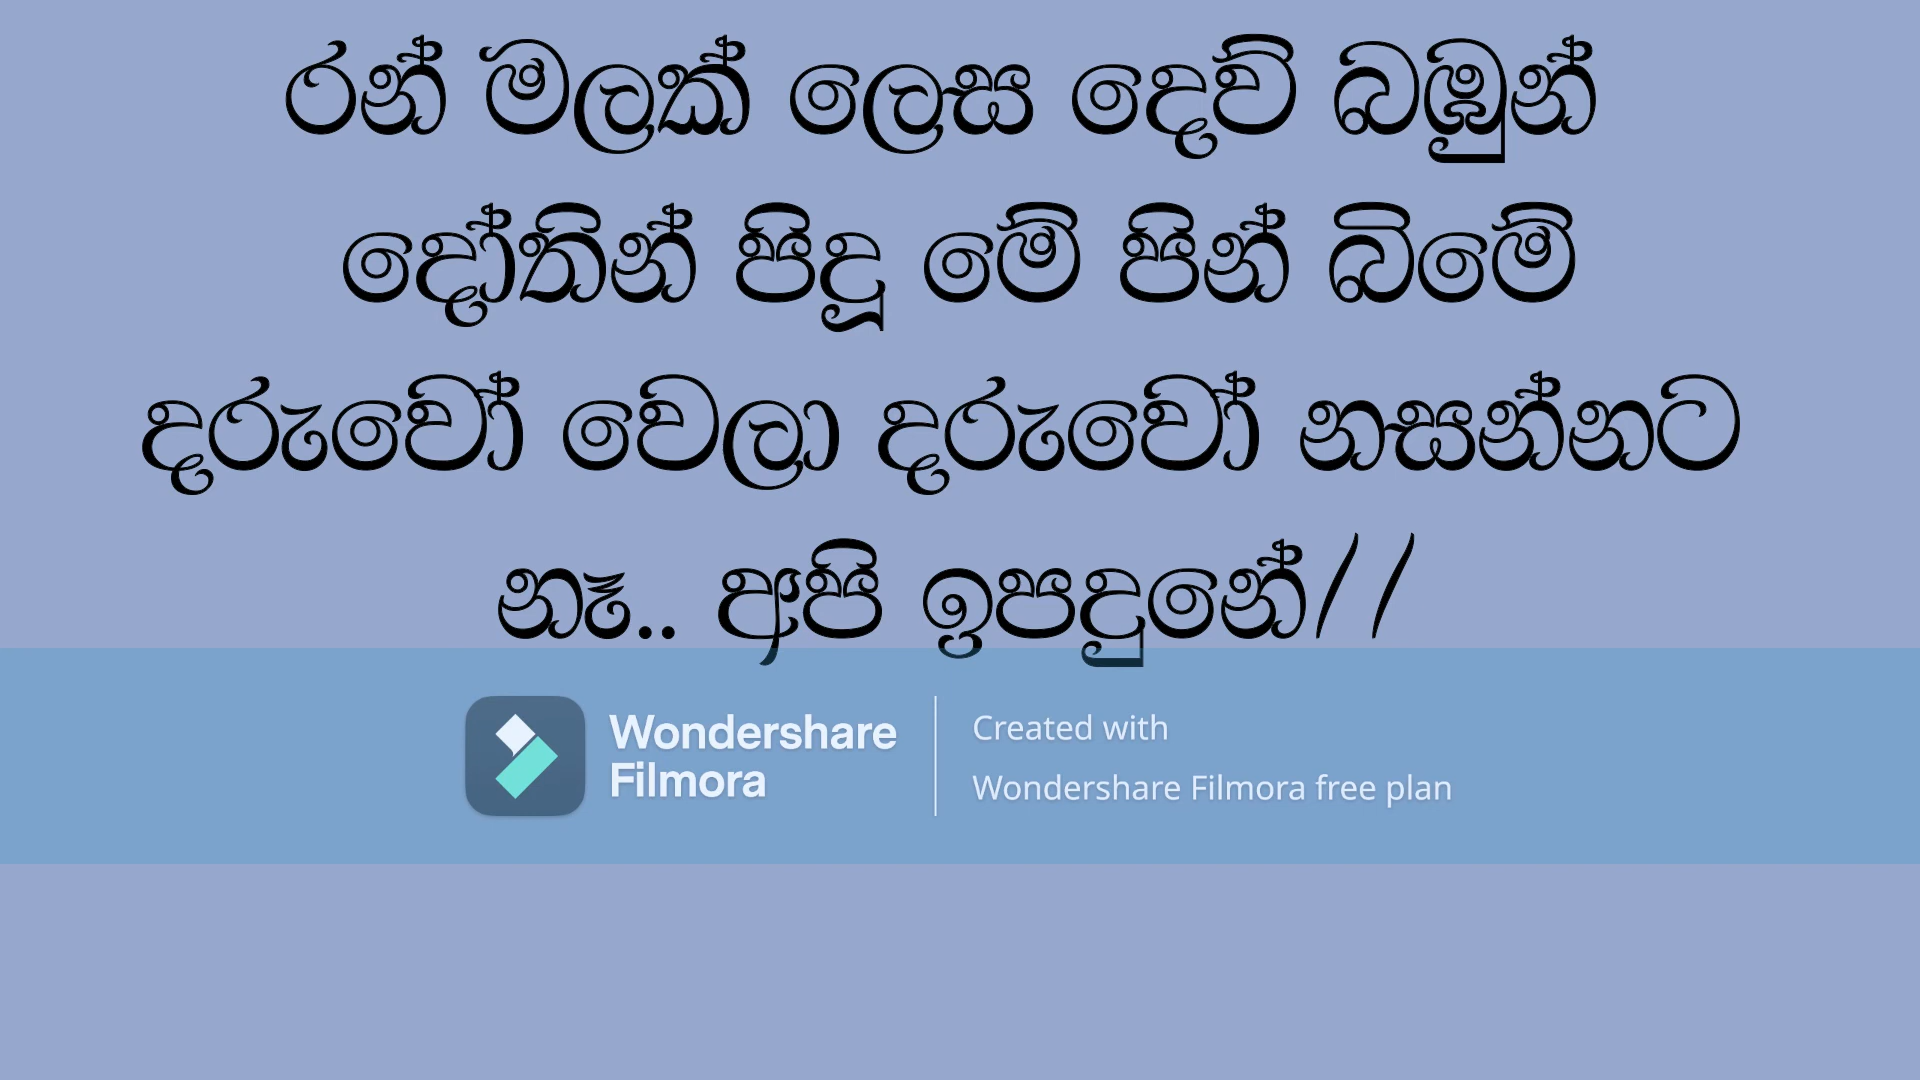 රන් මලක් ලෙස දෙව් බඹුන්
දෝතින් පිදූ මේ පින් බිමේ
දරුවෝ වෙලා දරුවෝ නසන්නට
නෑ.. අපි ඉපදුනේ//
Wondershare
Filmora
Created with
Wondershare Filmora free plan